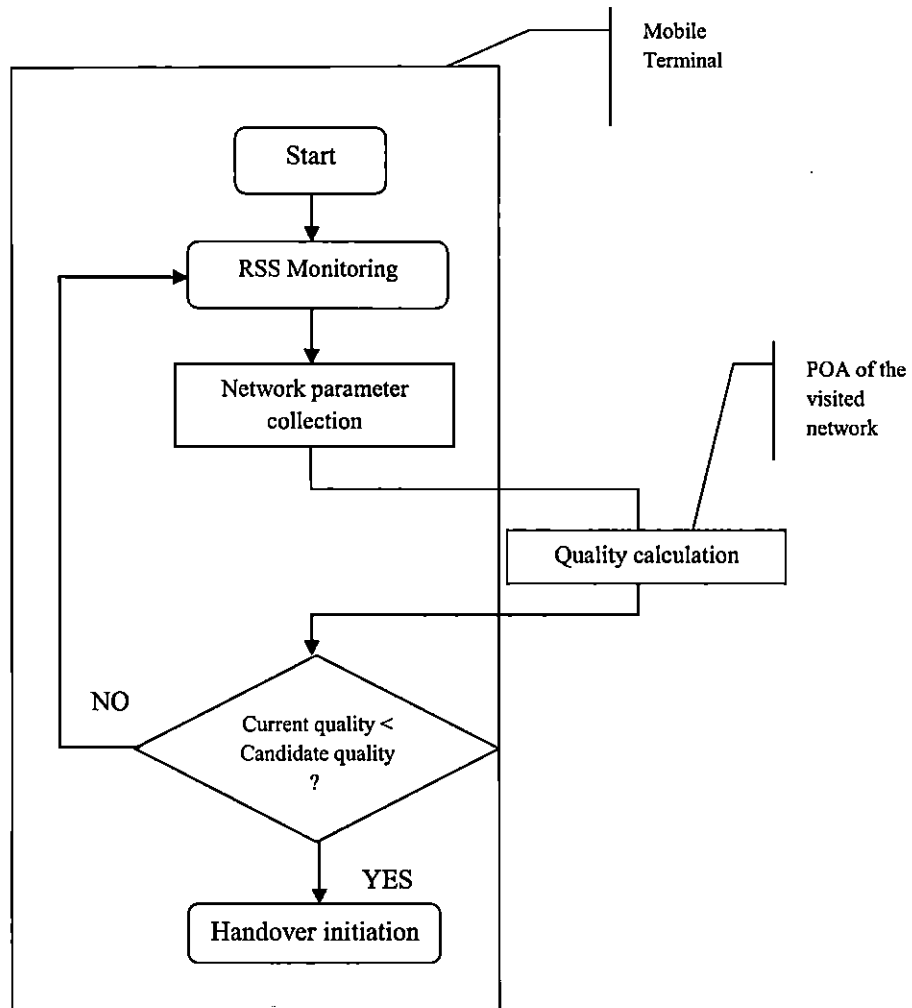 Mobile
Terminal
Start
RSS Monitoring
Network parameter
collection
POA of the
visited
network
Quality calculation
NO
Current quality <
Candidate quality
?
YES
Handover initiation